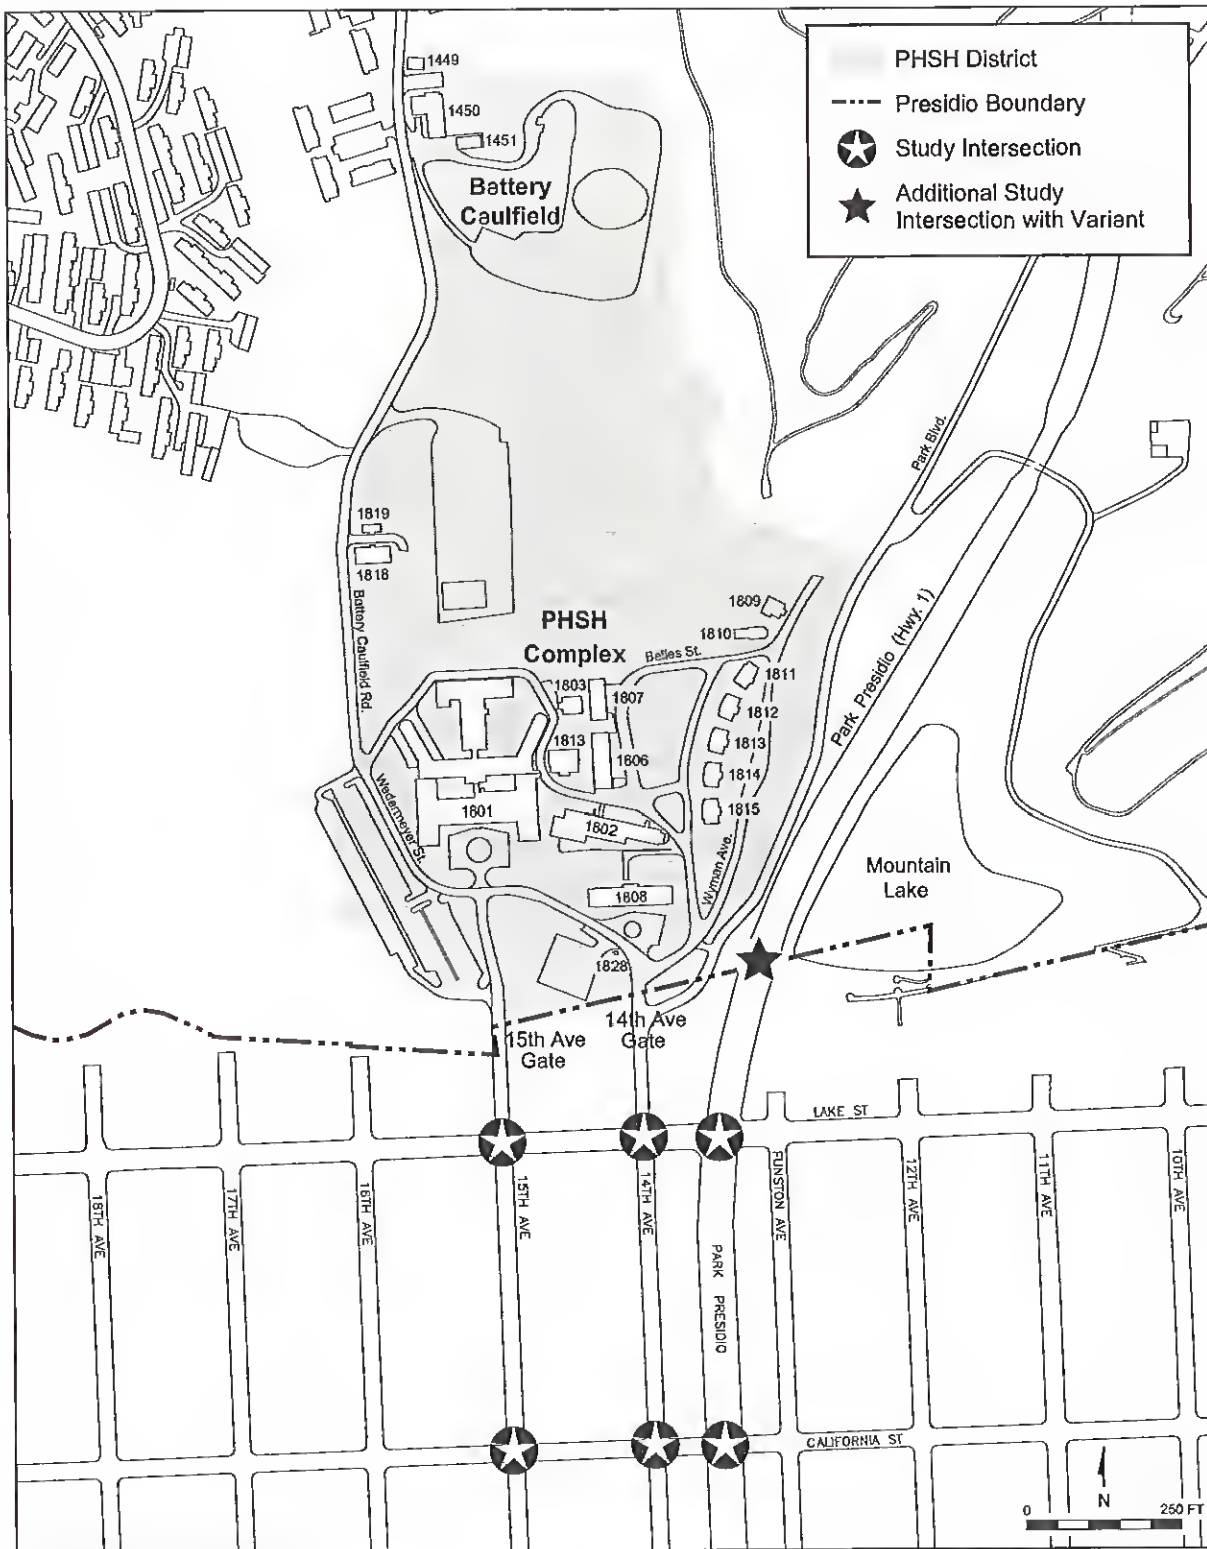 PHSH District
Presidio Boundary
Study Intersection
Additional Study
Intersection with Variant
1449
1450
1451
Battery
Caulfield
Park Blvd.
1819
1818
Battery Caulfield Rd.
PHSH
Complex
1809
1810
Belles St.
Park Presidio (Hwy. 1)
1803
1807
1811
1812
1813
1813
1806
1814
1815
1801
1802
Wedermeyer St.
Wyman Ave.
1808
1828
Mountain
Lake
14th Ave
Gate
15th Ave
Gate
LAKE ST
18TH AVE
17TH AVE
16TH AVE
15TH AVE
14TH AVE
PARK PRESIDIO
FUNSTON AVE
12TH AVE
11TH AVE
10TH AVE
CALIFORNIA ST
N
0 250 FT